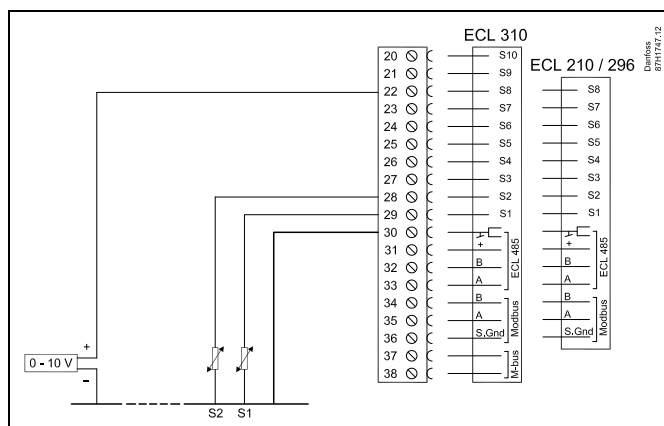 ECL 310
ECL 210 / 296
Danfoss
87H1747.12
20 S10
21 S9
22 S8 S8
23 S7 S7
24 S6 S6
25 S5 S5
26 S4 S4
27 S3 S3
28 S2 S2
29 S1 S1
30
31 + +
32 B B
33 A A
ECL 485 ECL 485
34 B B
35 A A
36 S.Gnd S.Gnd
Modbus Modbus
37
38
M-bus
+
0 - 10 V
–
S2 S1